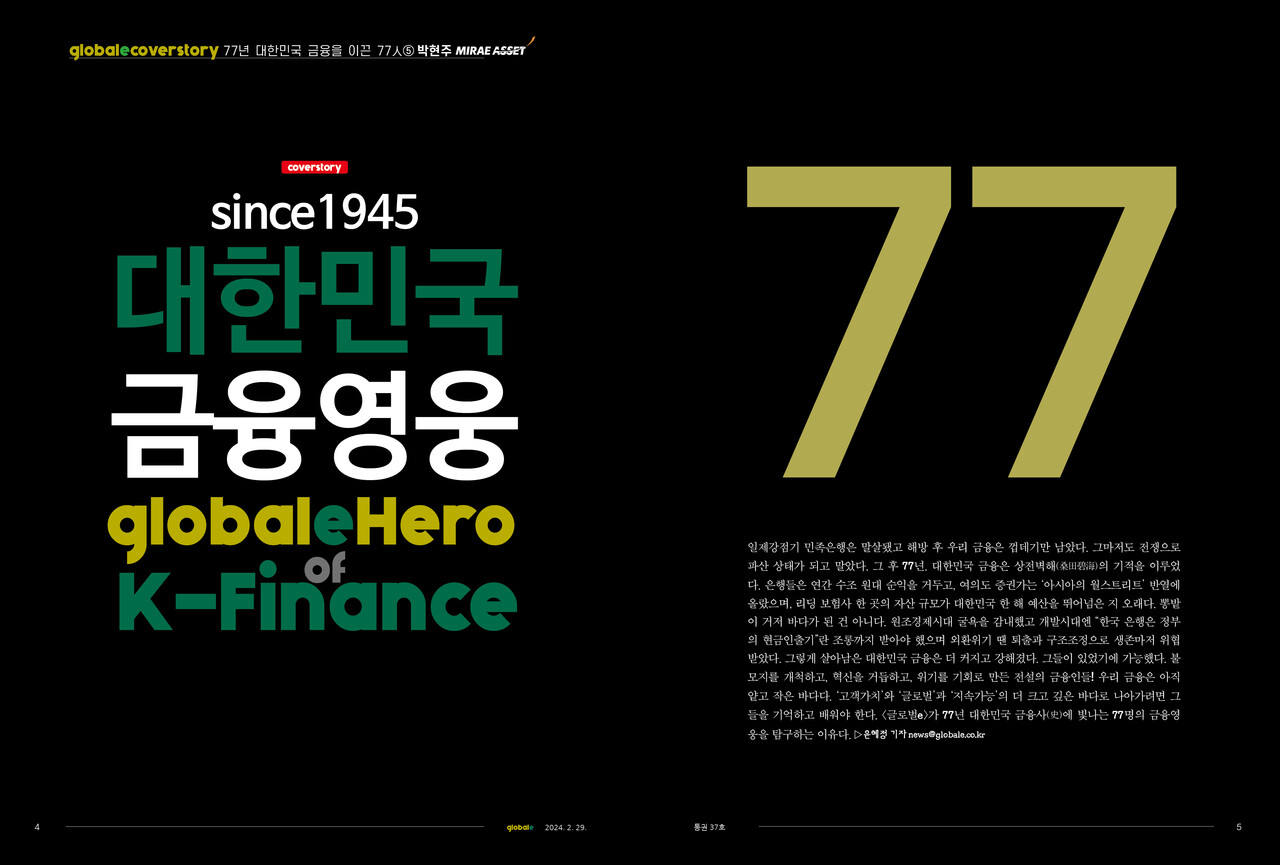 globalecoverstory 77년 대한민국 금융을 이끈 77人⑤ 박현주 MIRAE ASSET
coverstory
since1945
대한민국
금융영웅
globaleHero
of
K-Finance
77
일제강점기 민족은행은 말살됐고 해방 후 우리 금융은 껍데기만 남았다. 그마저도 전쟁으로
파산 상태가 되고 말았다. 그 후 77년. 대한민국 금융은 상전벽해(桑田碧海)의 기적을 이루었
다. 은행들은 연간 수조 원대 순익을 거두고, 여의도 증권가는 ‘아시아의 월스트리트’ 반열에
올랐으며, 리딩 보험사 한 곳의 자산 규모가 대한민국 한 해 예산을 뛰어넘은 지 오래다. 뽕밭
이 거저 바다가 된 건 아니다. 원조경제시대 굴욕을 감내했고 개발시대엔 “한국 은행은 정부
의 현금인출기”란 조롱까지 받아야 했으며 외환위기 땐 퇴출과 구조조정으로 생존마저 위협
받았다. 그렇게 살아남은 대한민국 금융은 더 커지고 강해졌다. 그들이 있었기에 가능했다. 불
모지를 개척하고, 혁신을 거듭하고, 위기를 기회로 만든 전설의 금융인들! 우리 금융은 아직
얕고 작은 바다다. ‘고객가치’와 ‘글로벌’과 ‘지속가능’의 더 크고 깊은 바다로 나아가려면 그
들을 기억하고 배워야 한다. 〈글로벌e〉가 77년 대한민국 금융사(史)에 빛나는 77명의 금융영
웅을 탐구하는 이유다. ▷윤예정 기자 news@globale.co.kr
4 globale 2024. 2. 29. 통권 37호 5